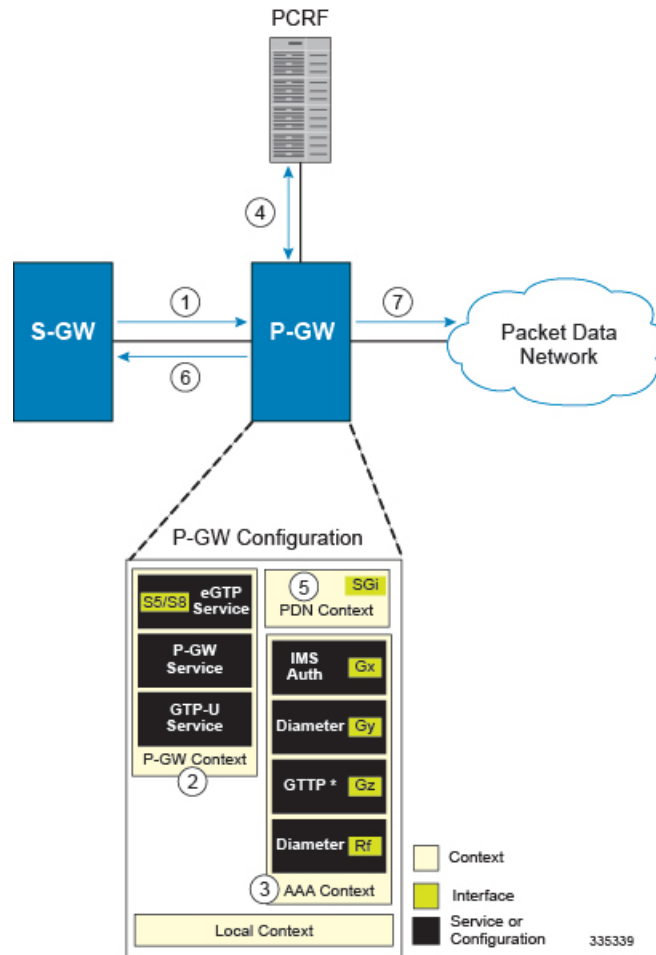 PCRF
4
S-GW
1
6
P-GW
7
Packet Data
Network
P-GW Configuration
S5/S8 eGTP
Service
P-GW
Service
GTP-U
Service
P-GW Context
2
5
SGi
PDN Context
IMS
Auth
Gx
Diameter Gy
GTTP * Gz
Diameter Rf
3 AAA Context
Local Context
Context
Interface
Service or
Configuration
335339